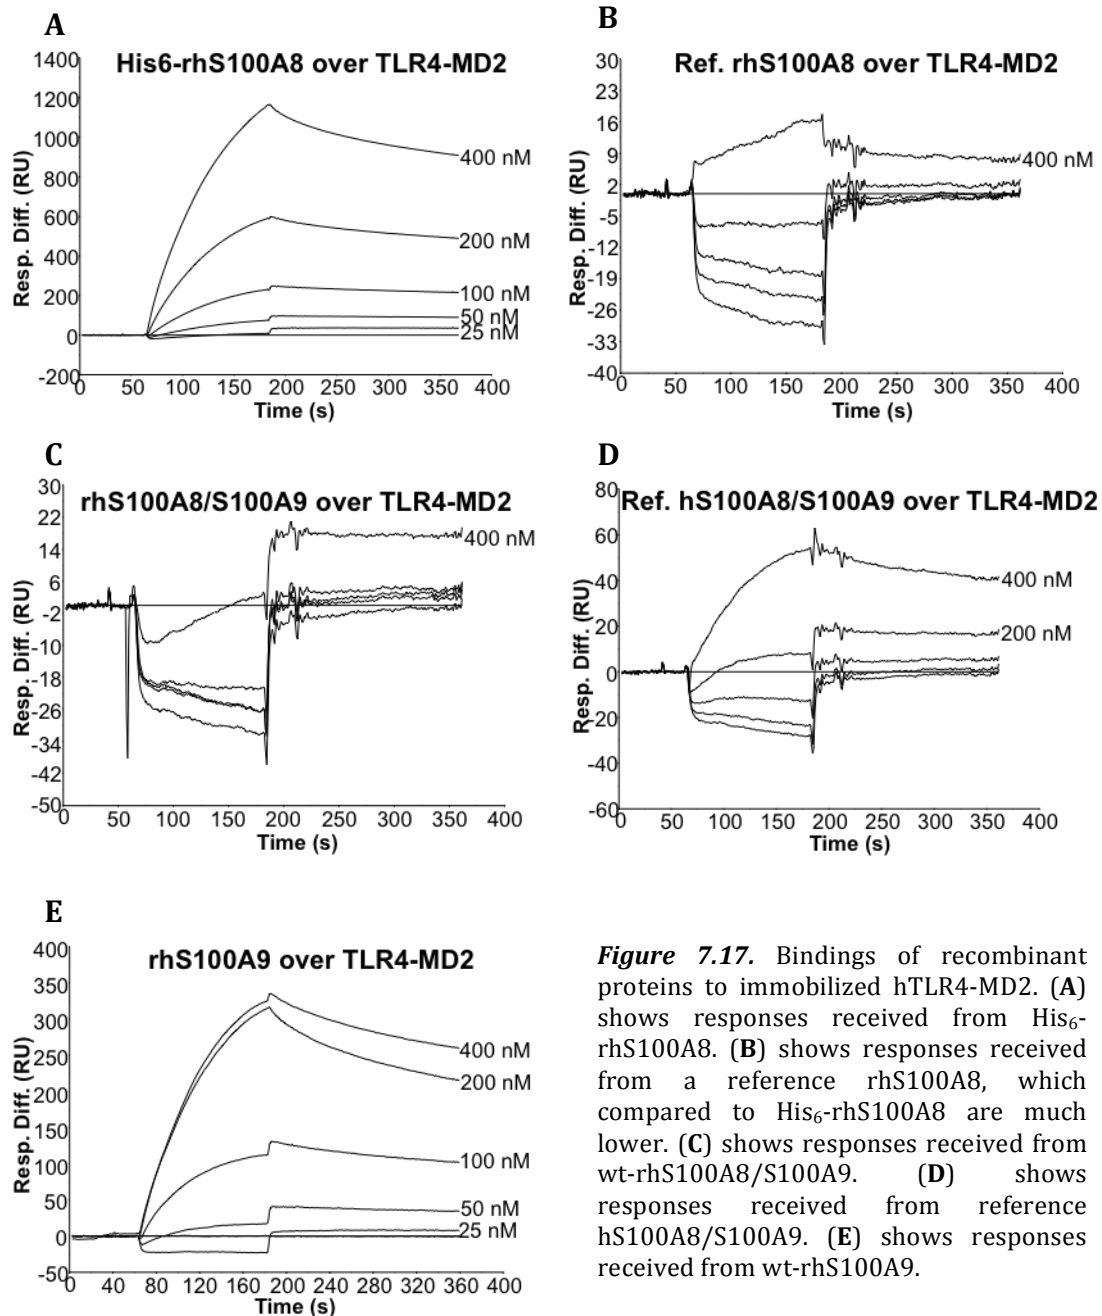 A
His6-rhS100A8 over TLR4-MD2
1400
1200
1000
800
600
400
200
0
-200
Resp. Diff. (RU)
400 nM
200 nM
100 nM
50 nM
25 nM
0 50 100 150 200 250 300 350 400
Time (s)
B
Ref. rhS100A8 over TLR4-MD2
30
23
16
9
2
-5
-12
-19
-26
-33
-40
Resp. Diff. (RU)
400 nM
0 50 100 150 200 250 300 350 400
Time (s)
C
rhS100A8/S100A9 over TLR4-MD2
30
22
14
6
-2
-10
-18
-26
-34
-42
-50
Resp. Diff. (RU)
400 nM
0 50 100 150 200 250 300 350 400
Time (s)
D
Ref. hS100A8/S100A9 over TLR4-MD2
80
60
40
20
0
-20
-40
-60
Resp. Diff. (RU)
400 nM
200 nM
0 50 100 150 200 250 300 350 400
Time (s)
E
rhS100A9 over TLR4-MD2
400
350
300
250
200
150
100
50
0
-50
Resp. Diff. (RU)
400 nM
200 nM
100 nM
50 nM
25 nM
0 40 80 120 160 200 240 280 320 360 400
Time (s)
Figure 7.17. Bindings of recombinant
proteins to immobilized hTLR4-MD2. (A)
shows responses received from His6-
rhS100A8. (B) shows responses received
from a reference rhS100A8, which
compared to His6-rhS100A8 are much
lower. (C) shows responses received from
wt-rhS100A8/S100A9. (D) shows
responses received from reference
hS100A8/S100A9. (E) shows responses
received from wt-rhS100A9.